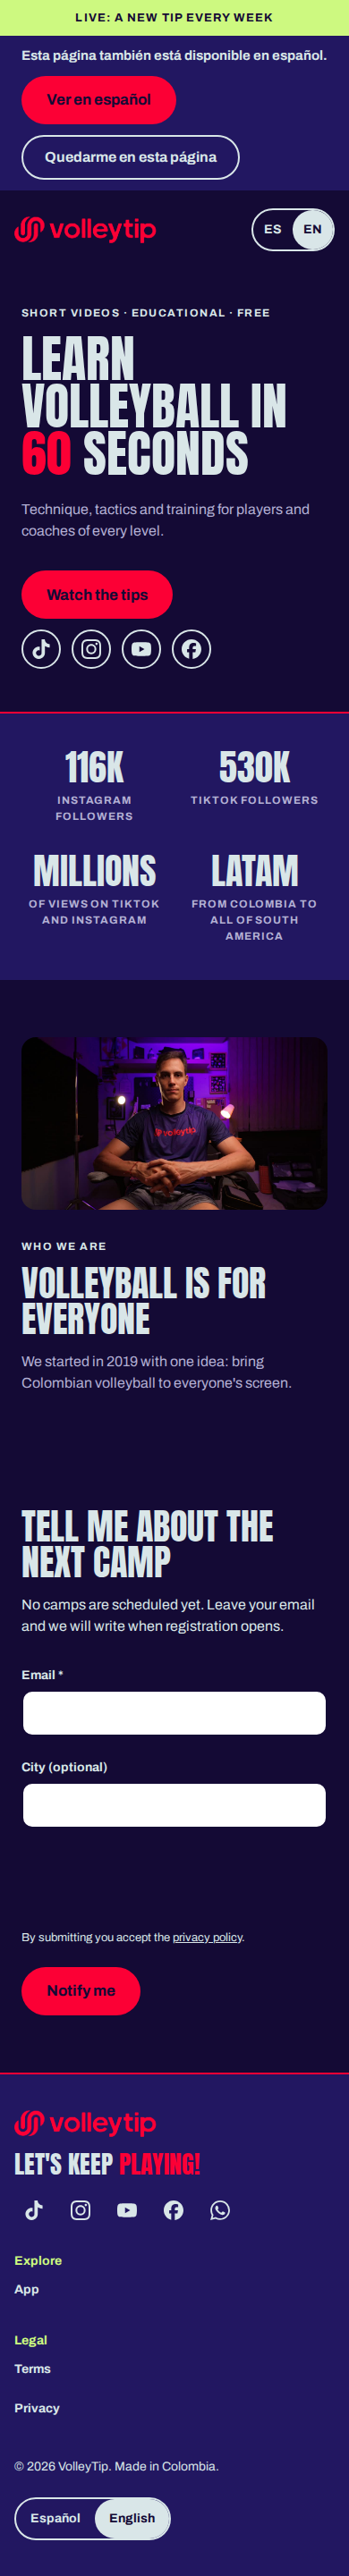 LIVE: A NEW TIP EVERY WEEK
Esta página también está disponible en español.
Ver en español
Quedarme en esta página
volleytip
ES EN
SHORT VIDEOS · EDUCATIONAL · FREE
LEARN
VOLLEYBALL IN
60 SECONDS
Technique, tactics and training for players and
coaches of every level.
Watch the tips
116K
INSTAGRAM
FOLLOWERS
530K
TIKTOK FOLLOWERS
MILLIONS
OF VIEWS ON TIKTOK
AND INSTAGRAM
LATAM
FROM COLOMBIA TO
ALL OF SOUTH
AMERICA
volleytip
WHO WE ARE
VOLLEYBALL IS FOR
EVERYONE
We started in 2019 with one idea: bring
Colombian volleyball to everyone's screen.
TELL ME ABOUT THE
NEXT CAMP
No camps are scheduled yet. Leave your email
and we will write when registration opens.
Email *
City (optional)
By submitting you accept the privacy policy.
Notify me
volleytip
LET'S KEEP PLAYING!
Explore
App
Legal
Terms
Privacy
© 2026 VolleyTip. Made in Colombia.
Español English